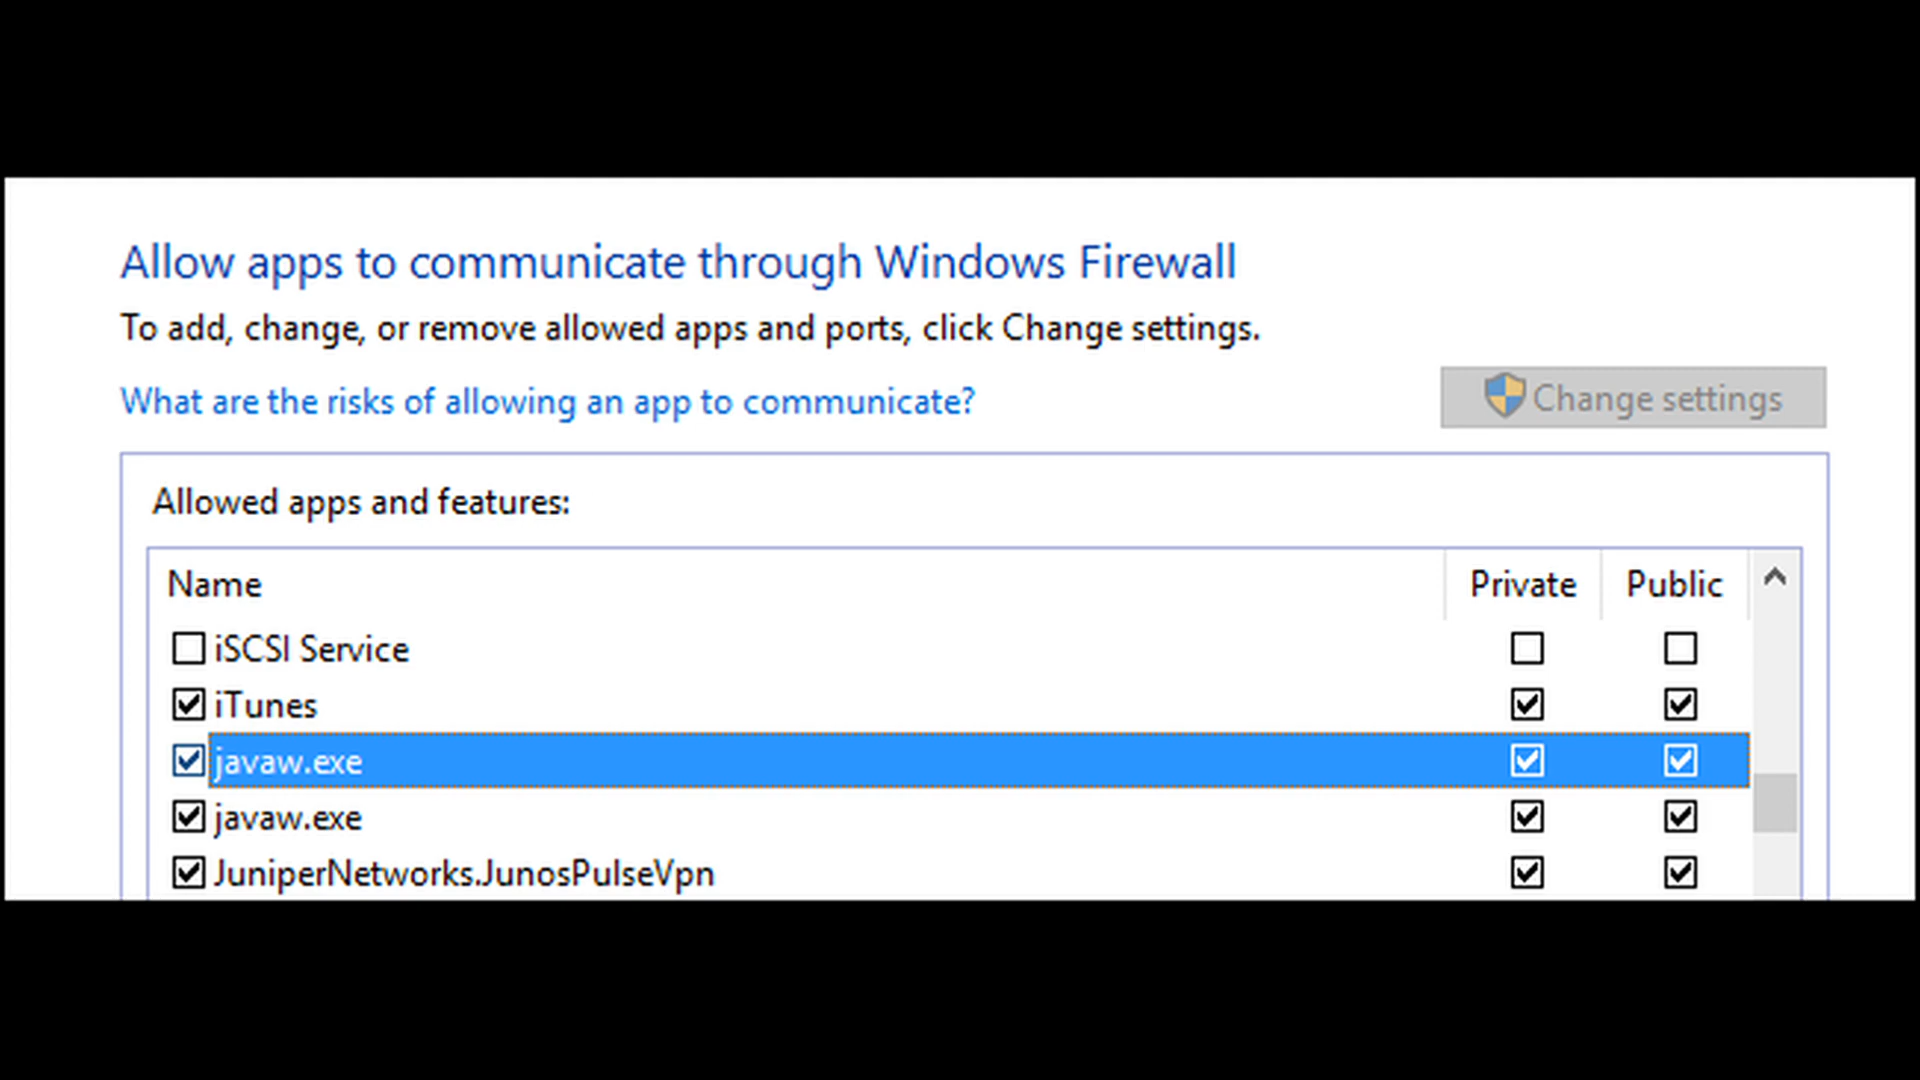 Allow apps to communicate through Windows Firewall
To add, change, or remove allowed apps and ports, click Change settings.
What are the risks of allowing an app to communicate?
Change settings
Allowed apps and features:
Name Private Public
iSCSI Service
iTunes
javaw.exe
javaw.exe
JuniperNetworks.JunosPulseVpn